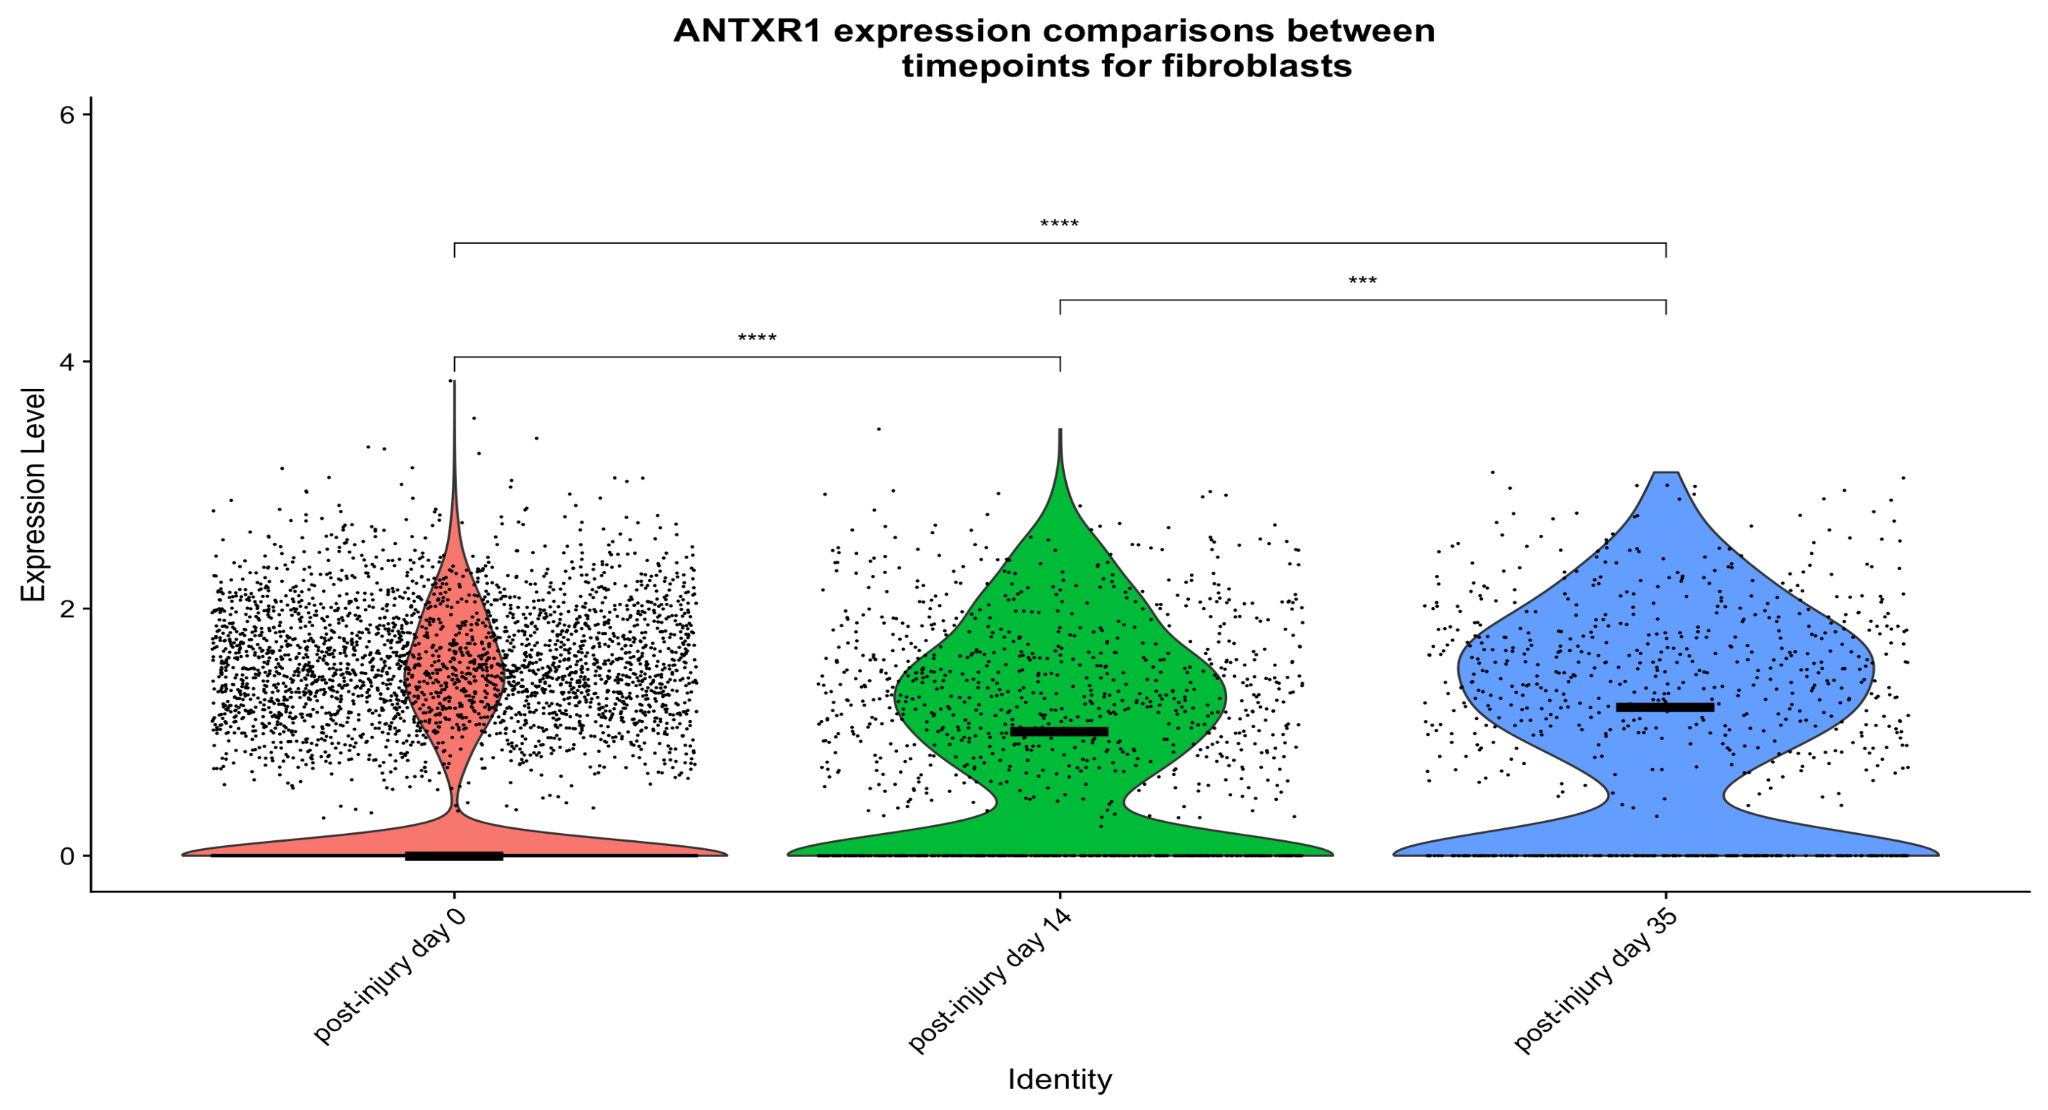 ANTXR1 expression comparisons between
timepoints for fibroblasts
6
4
2
0
Expression Level
****
***
****
post-injury day 0
post-injury day 14
post-injury day 35
Identity